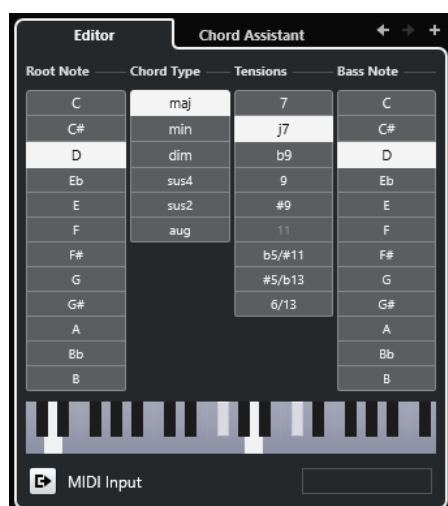 Editor Chord Assistant
Root Note Chord Type Tensions Bass Note
C maj 7 C
C# min j7 C#
D dim b9 D
Eb sus4 9 Eb
E sus2 #9 E
F aug 11 F
F# b5/#11 F#
G #5/b13 G
G# 6/13 G#
A A
Bb Bb
B B
MIDI Input